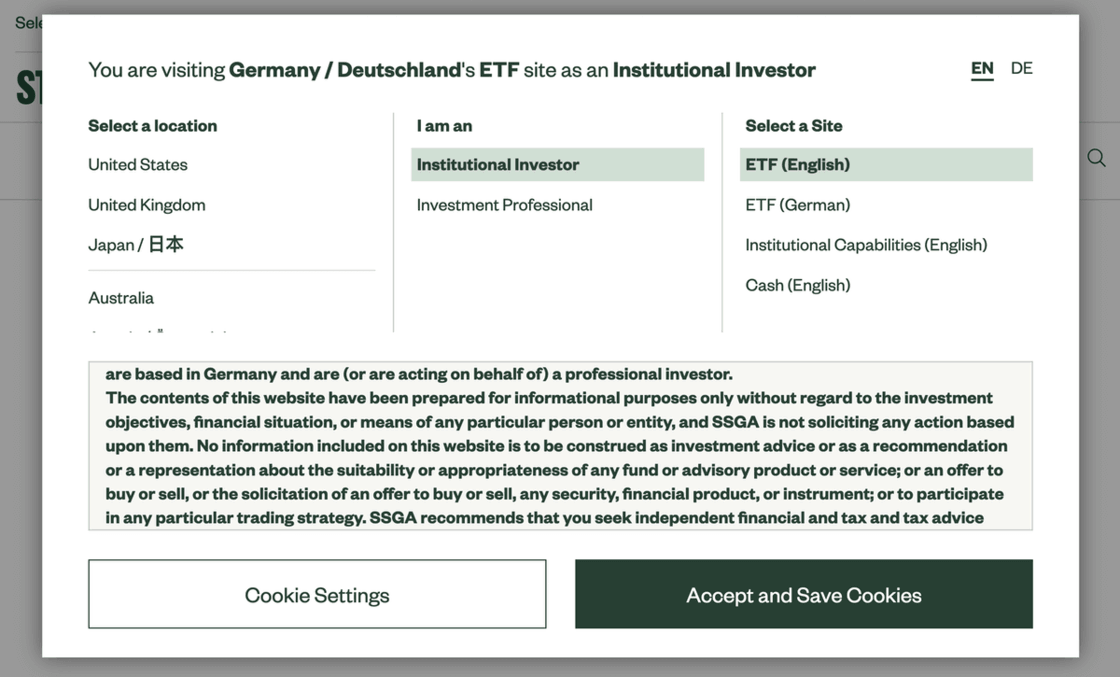 Sele
ST
You are visiting Germany / Deutschland's ETF site as an Institutional Investor
EN DE
Select a location
United States
United Kingdom
Japan / 日本
Australia
I am an
Institutional Investor
Investment Professional
Select a Site
ETF (English)
ETF (German)
Institutional Capabilities (English)
Cash (English)
are based in Germany and are (or are acting on behalf of) a professional investor.
The contents of this website have been prepared for informational purposes only without regard to the investment
objectives, financial situation, or means of any particular person or entity, and SSGA is not soliciting any action based
upon them. No information included on this website is to be construed as investment advice or as a recommendation
or a representation about the suitability or appropriateness of any fund or advisory product or service; or an offer to
buy or sell, or the solicitation of an offer to buy or sell, any security, financial product, or instrument; or to participate
in any particular trading strategy. SSGA recommends that you seek independent financial and tax and tax advice
Cookie Settings
Accept and Save Cookies